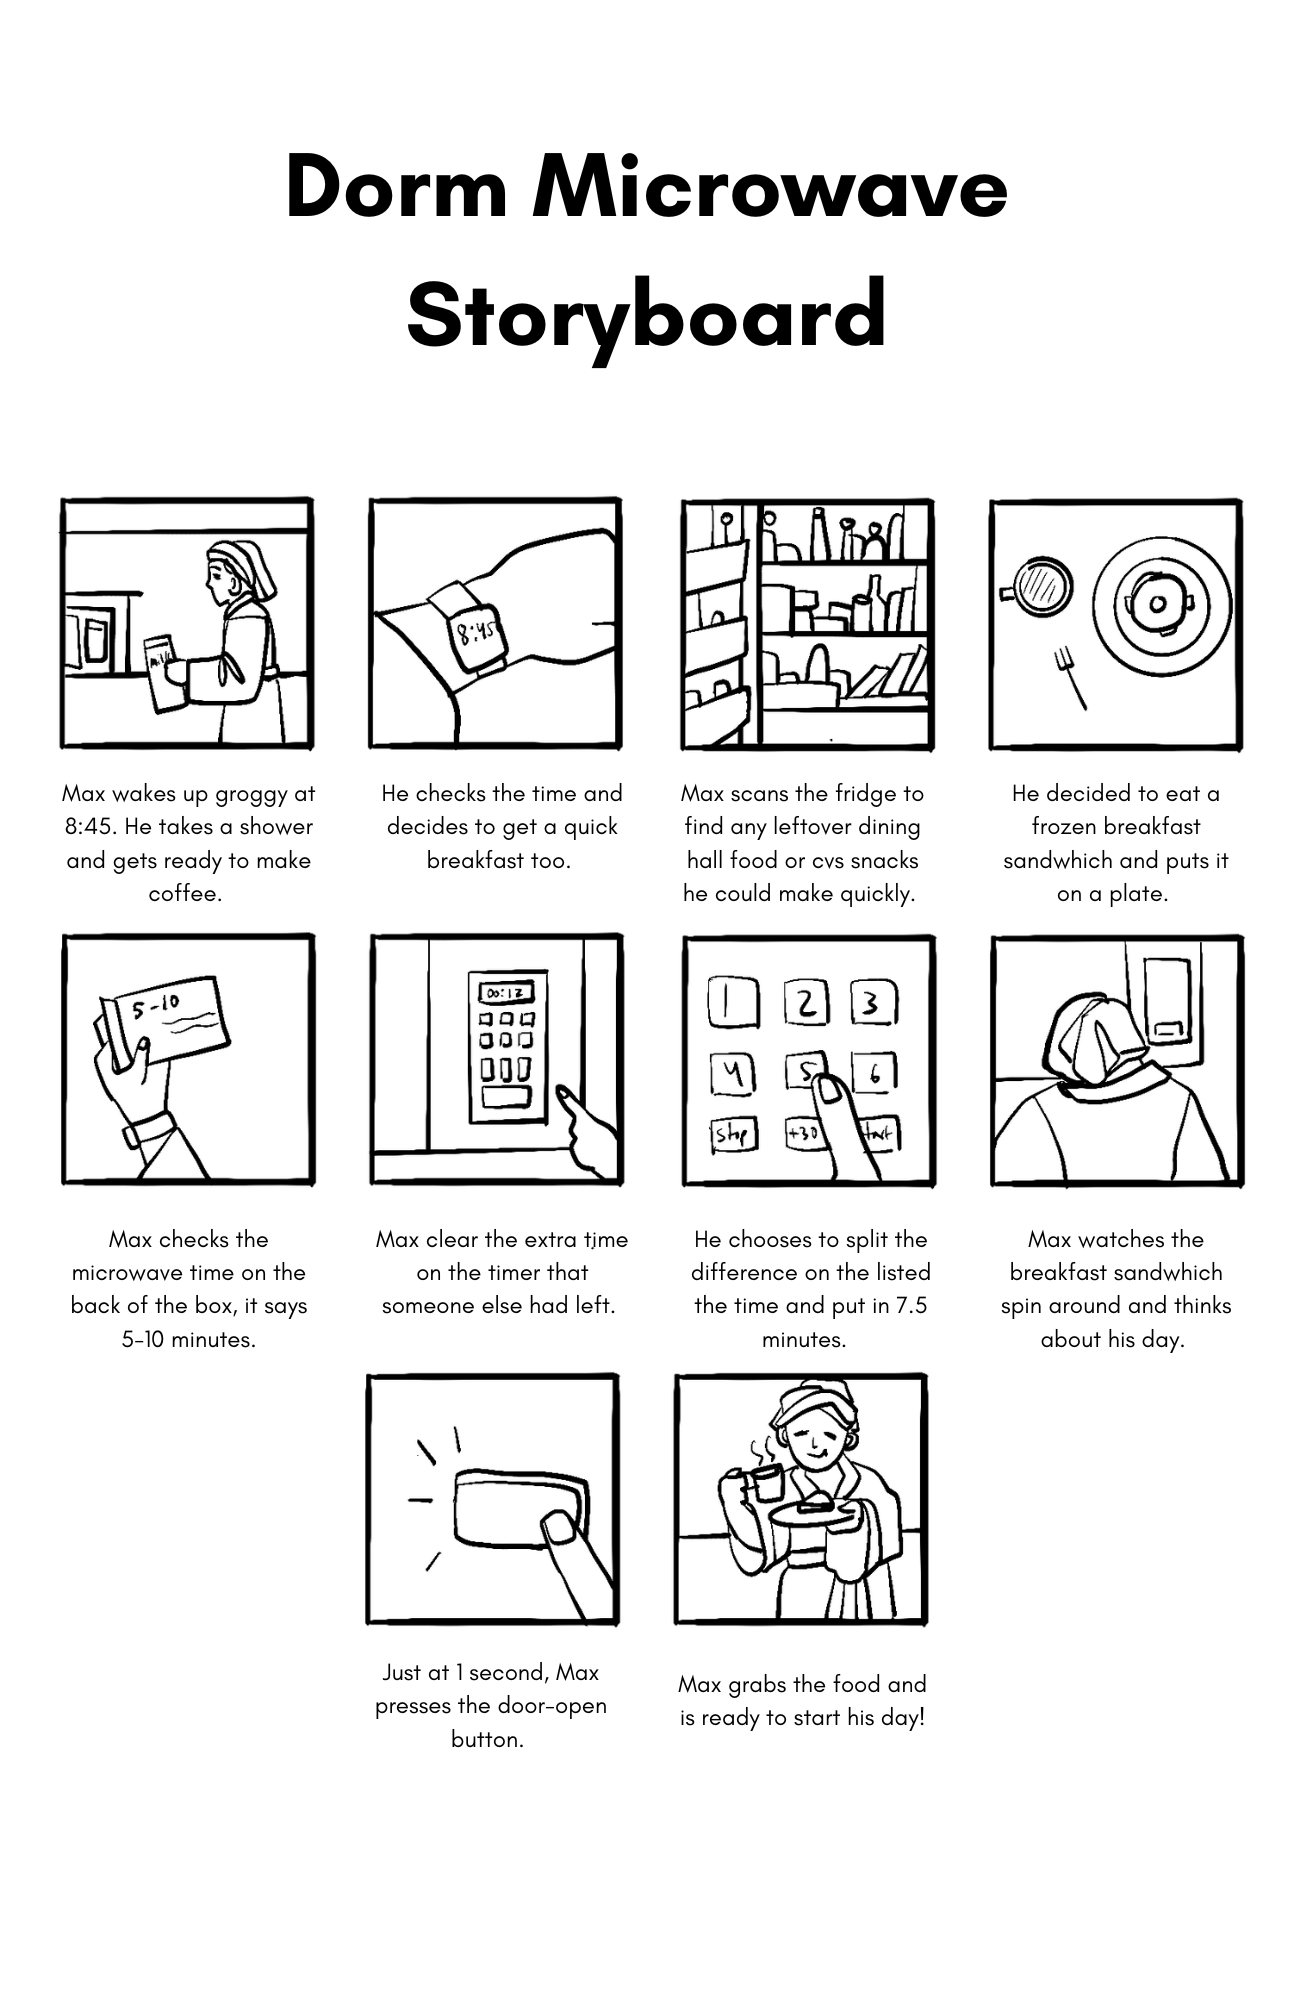 Dorm Microwave
Storyboard
8:45
Max wakes up groggy at
8:45. He takes a shower
and gets ready to make
coffee.
He checks the time and
decides to get a quick
breakfast too.
Max scans the fridge to
find any leftover dining
hall food or cvs snacks
he could make quickly.
He decided to eat a
frozen breakfast
sandwhich and puts it
on a plate.
5-10
00:12
1 2 3
4 5 6
stop +30 start
Max checks the
microwave time on the
back of the box, it says
5-10 minutes.
Max clear the extra time
on the timer that
someone else had left.
He chooses to split the
difference on the listed
the time and put in 7.5
minutes.
Max watches the
breakfast sandwhich
spin around and thinks
about his day.
Just at 1 second, Max
presses the door-open
button.
Max grabs the food and
is ready to start his day!